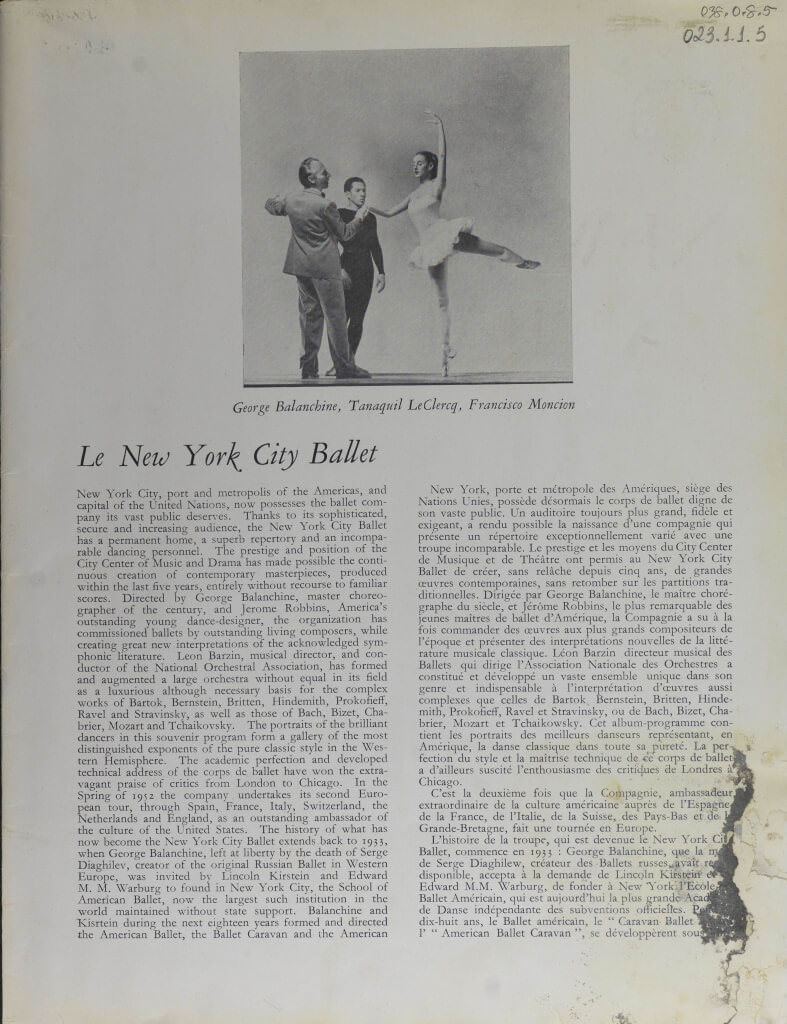 038.0.8.5
023.1.1.5
George Balanchine, Tanaquil LeClercq, Francisco Moncion
Le New York City Ballet
New York City, port and metropolis of the Americas, and
capital of the United Nations, now possesses the ballet com-
pany its vast public deserves. Thanks to its sophisticated,
secure and increasing audience, the New York City Ballet
has a permanent home, a superb repertory and an incompa-
rable dancing personnel. The prestige and position of the
City Center of Music and Drama has made possible the conti-
nuous creation of contemporary masterpieces, produced
within the last five years, entirely without recourse to familiar
scores. Directed by George Balanchine, master choreo-
grapher of the century, and Jerome Robbins, America's
outstanding young dance-designer, the organization has
commissioned ballets by outstanding living composers, while
creating great new interpretations of the acknowledged sym-
phonic literature. Leon Barzin, musical director, and con-
ductor of the National Orchestral Association, has formed
and augmented a large orchestra without equal in its field
as a luxurious although necessary basis for the complex
works of Bartok, Bernstein, Britten, Hindemith, Prokofieff,
Ravel and Stravinsky, as well as those of Bach, Bizet, Cha-
brier, Mozart and Tchaikovsky. The portraits of the brilliant
dancers in this souvenir program form a gallery of the most
distinguished exponents of the pure classic style in the Wes-
tern Hemisphere. The academic perfection and developed
technical address of the corps de ballet have won the extra-
vagant praise of critics from London to Chicago. In the
Spring of 1952 the company undertakes its second Euro-
pean tour, through Spain, France, Italy, Switzerland, the
Netherlands and England, as an outstanding ambassador of
the culture of the United States. The history of what has
now become the New York City Ballet extends back to 1933,
when George Balanchine, left at liberty by the death of Serge
Diaghilev, creator of the original Russian Ballet in Western
Europe, was invited by Lincoln Kirstein and Edward
M. M. Warburg to found in New York City, the School of
American Ballet, now the largest such institution in the
world maintained without state support. Balanchine and
Kisrtein during the next eighteen years formed and directed
the American Ballet, the Ballet Caravan and the American
New York, porte et métropole des Amériques, siège des
Nations Unies, possède désormais le corps de ballet digne de
son vaste public. Un auditoire toujours plus grand, fidèle et
exigeant, a rendu possible la naissance d'une compagnie qui
présente un répertoire exceptionnellement varié avec une
troupe incomparable. Le prestige et les moyens du City Center
de Musique et de Théâtre ont permis au New York City
Ballet de créer, sans relâche depuis cinq ans, de grandes
œuvres contemporaines, sans retomber sur les partitions tra-
ditionnelles. Dirigée par George Balanchine, le maître choré-
graphe du siècle, et Jérôme Robbins, le plus remarquable des
jeunes maîtres de ballet d'Amérique, la Compagnie a su à la
fois commander des œuvres aux plus grands compositeurs de
l'époque et présenter des interprétations nouvelles de la litté-
rature musicale classique. Léon Barzin directeur musical des
Ballets qui dirige l'Association Nationale des Orchestres a
constitué et développé un vaste ensemble unique dans son
genre et indispensable à l'interprétation d'œuvres aussi
complexes que celles de Bartok Bernstein, Britten, Hinde-
mith, Prokofieff, Ravel et Stravinsky, ou de Bach, Bizet, Cha-
brier, Mozart et Tchaikowsky. Cet album-programme con-
tient les portraits des meilleurs danseurs représentant, en
Amérique, la danse classique dans toute sa pureté. La per-
fection du style et la maîtrise technique de ce corps de ballet
a d'ailleurs suscité l'enthousiasme des critiques de Londres à
Chicago.
C'est la deuxième fois que la Compagnie, ambassadeur
extraordinaire de la culture américaine auprès de l'Espagne
de la France, de l'Italie, de la Suisse, des Pays-Bas et de
Grande-Bretagne, fait une tournée en Europe.
L'histoire de la troupe, qui est devenue le New York
Ballet, commence en 1933 : George Balanchine, que la
de Serge Diaghilew, créateur des Ballets russes, avait
disponible, accepta à la demande de Lincoln Kirstein
Edward M.M. Warburg, de fonder à New York l'Ecole
Ballet Américain, qui est aujourd'hui la plus grande
de Danse indépendante des subventions officielles.
dix-huit ans, le Ballet américain, le " Caravan Ballet
l' " American Ballet Caravan ", se développèrent